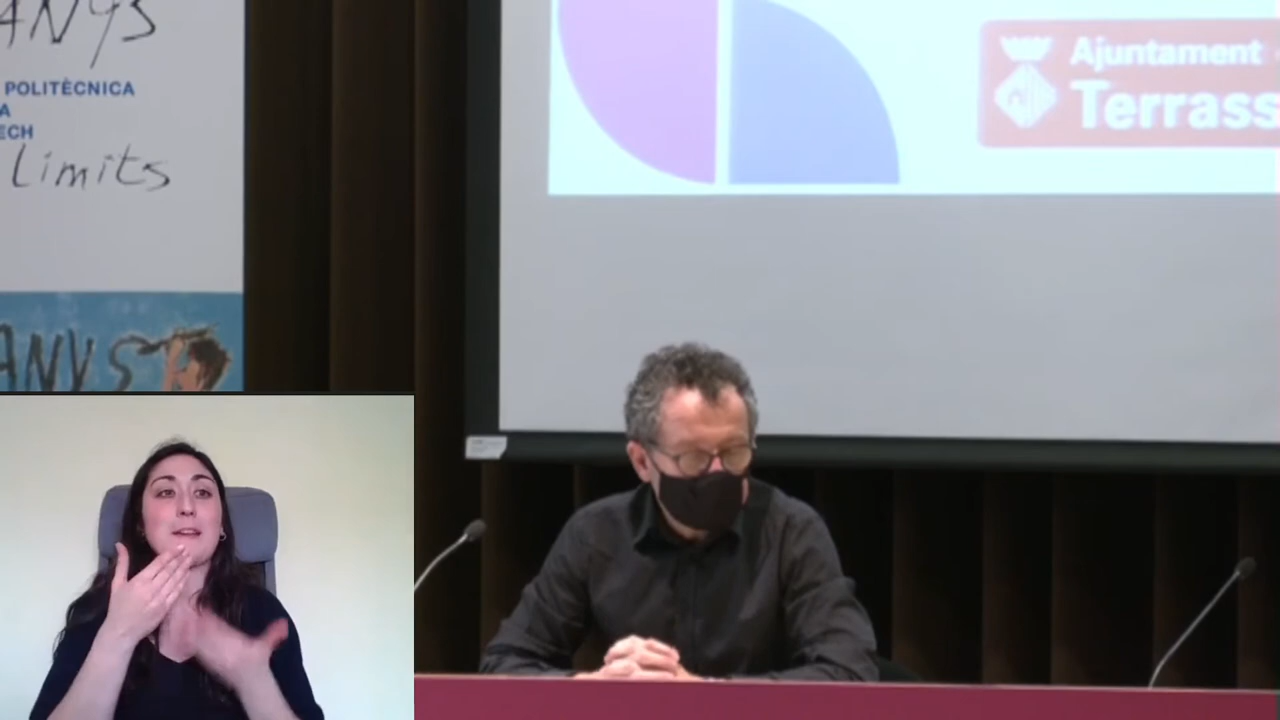 ANYS
POLITÈCNICA
A
ECH
Limits
ANYS
Ajuntament
Terrass